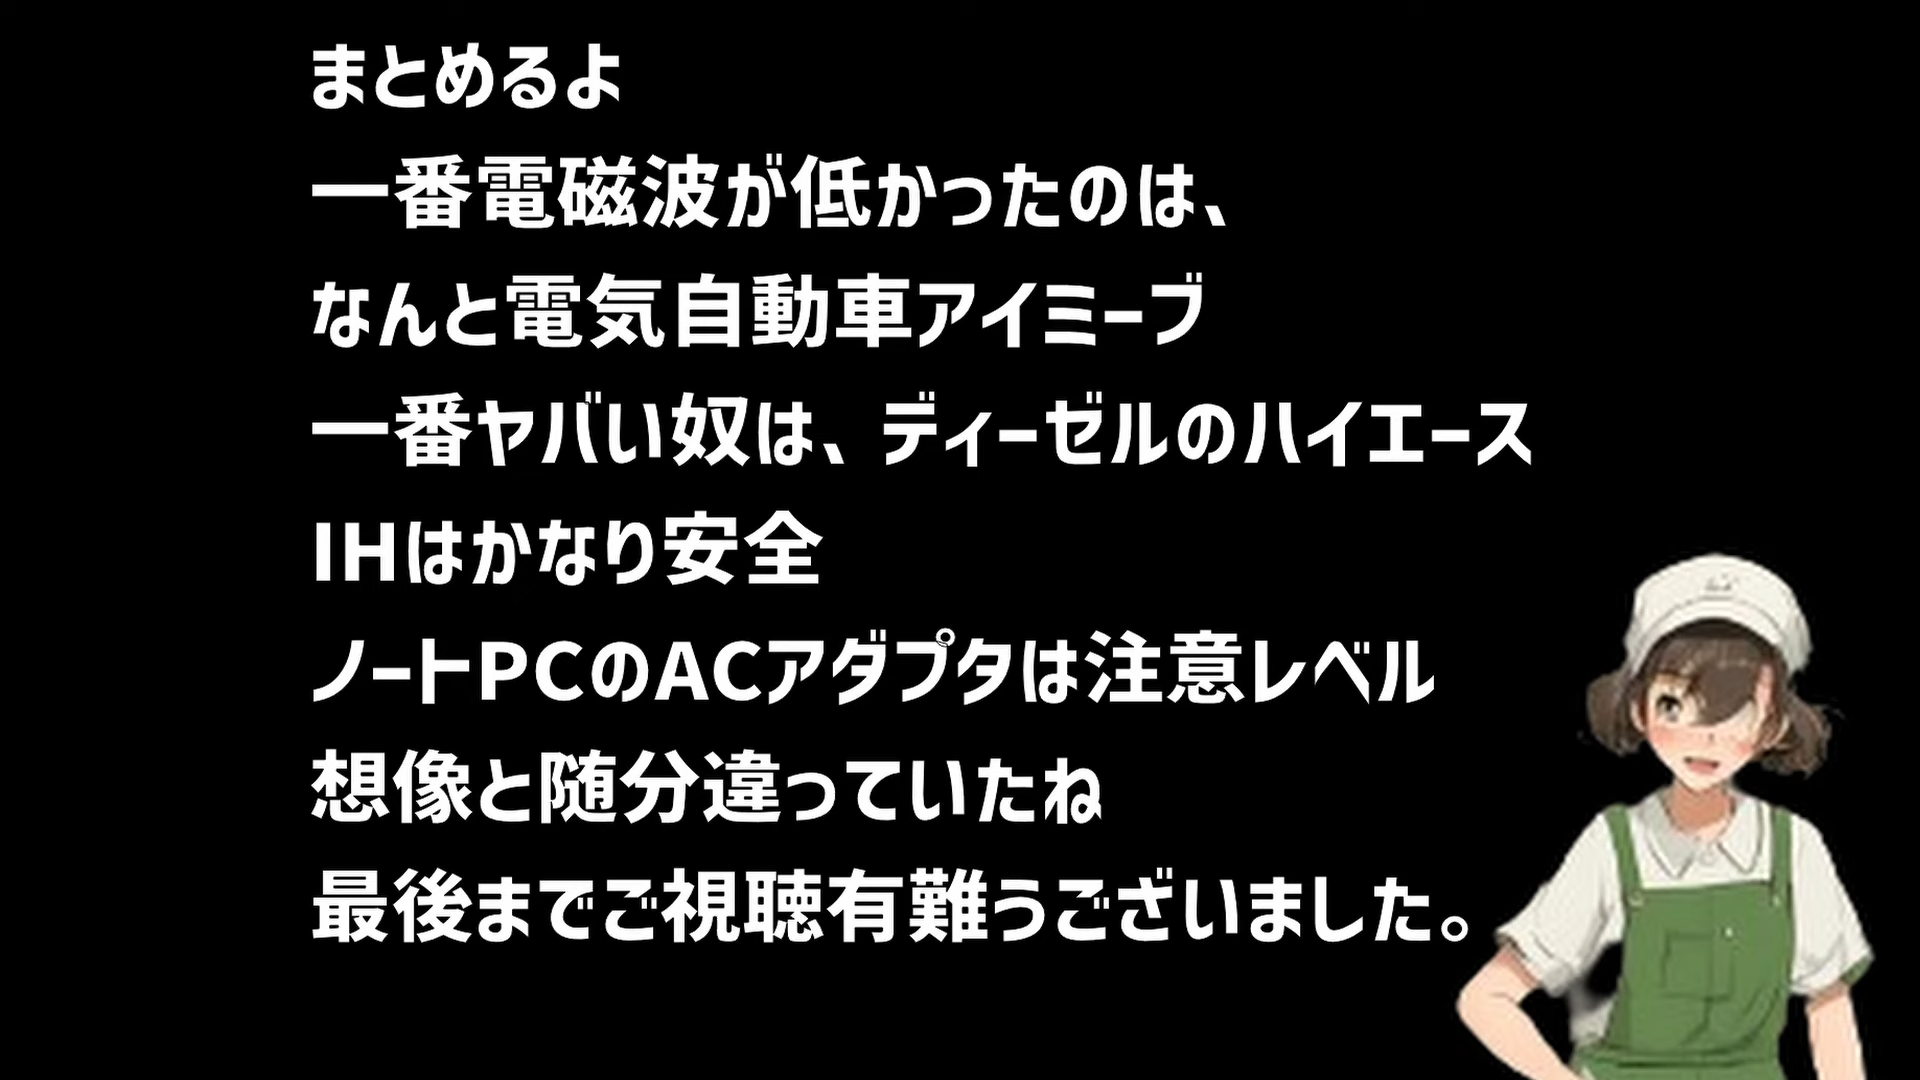 まとめるよ
一番電磁波が低かったのは、
なんと電気自動車アイミーブ
一番ヤバい奴は、ディーゼルのハイエース
IHはかなり安全
ノートPCのACアダプタは注意レベル
想像と随分違っていたね
最後までご視聴有難うございました。